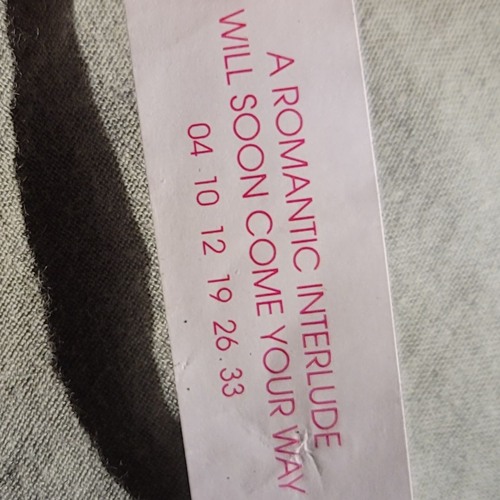 A ROMANTIC INTERLUDE
WILL SOON COME YOUR WAY
04 10 12 19 26 33